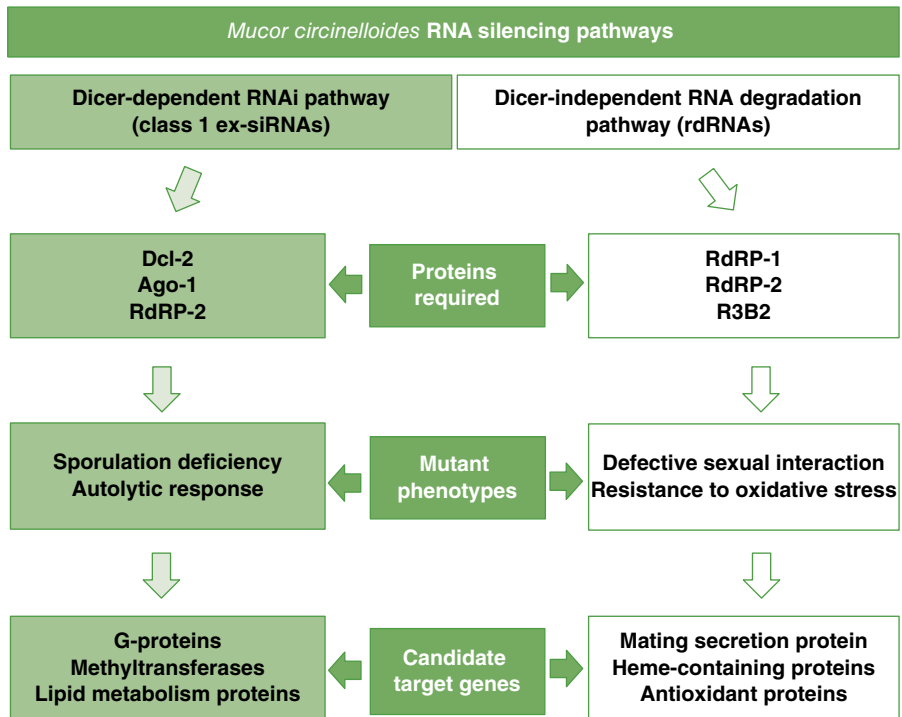 Mucor circinelloides RNA silencing pathways
Dicer-dependent RNAi pathway
(class 1 ex-siRNAs)
Dicer-independent RNA degradation
pathway (rdRNAs)
Dcl-2
Ago-1
RdRP-2
Proteins
required
RdRP-1
RdRP-2
R3B2
Sporulation deficiency
Autolytic response
Mutant
phenotypes
Defective sexual interaction
Resistance to oxidative stress
G-proteins
Methyltransferases
Lipid metabolism proteins
Candidate
target genes
Mating secretion protein
Heme-containing proteins
Antioxidant proteins